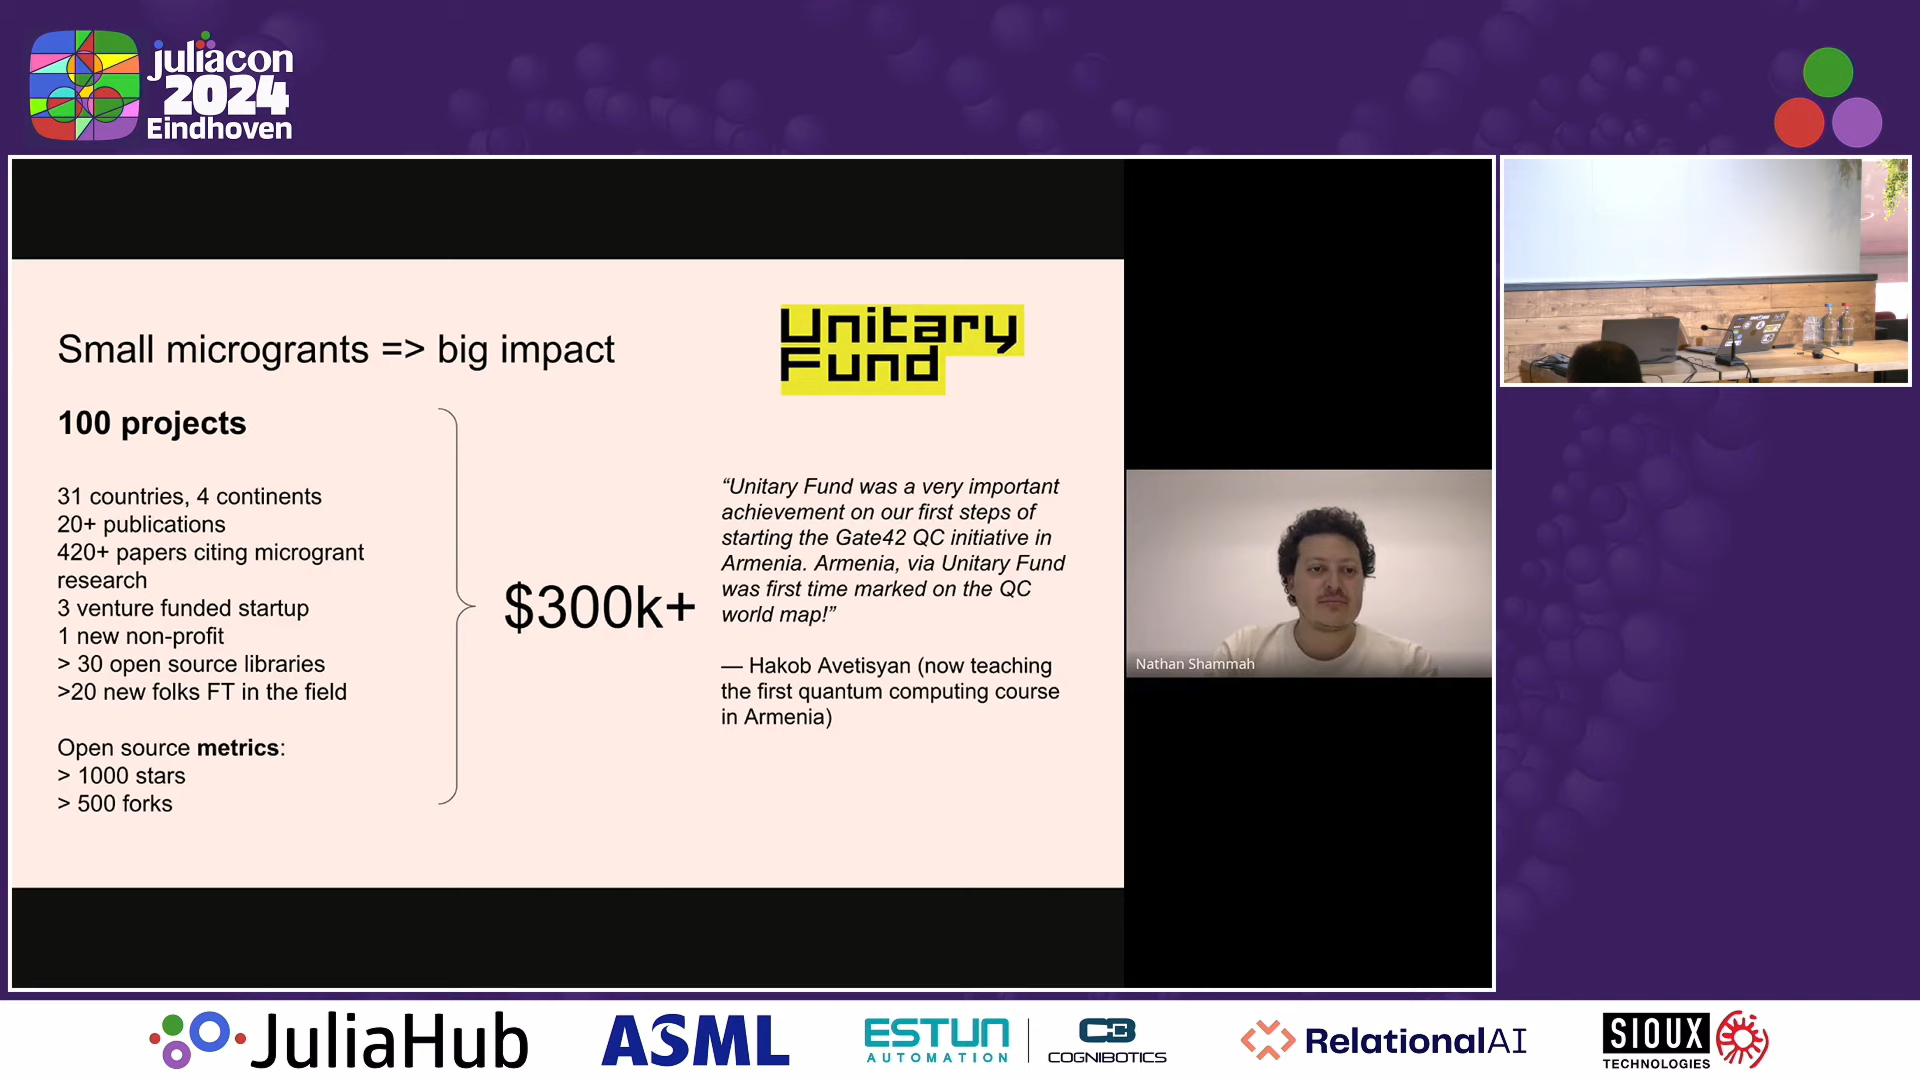 juliacon
2024
Eindhoven
Small microgrants => big impact
Unitary
Fund
100 projects
31 countries, 4 continents
20+ publications
420+ papers citing microgrant
research
3 venture funded startup
1 new non-profit
> 30 open source libraries
>20 new folks FT in the field
Open source metrics:
> 1000 stars
> 500 forks
$300k+
“Unitary Fund was a very important
achievement on our first steps of
starting the Gate42 QC initiative in
Armenia. Armenia, via Unitary Fund
was first time marked on the QC
world map!”
— Hakob Avetisyan (now teaching
the first quantum computing course
in Armenia)
Nathan Shammah
JuliaHub
ASML
ESTUN
AUTOMATION
COGNIBOTICS
RelationalAI
SIOUX
TECHNOLOGIES